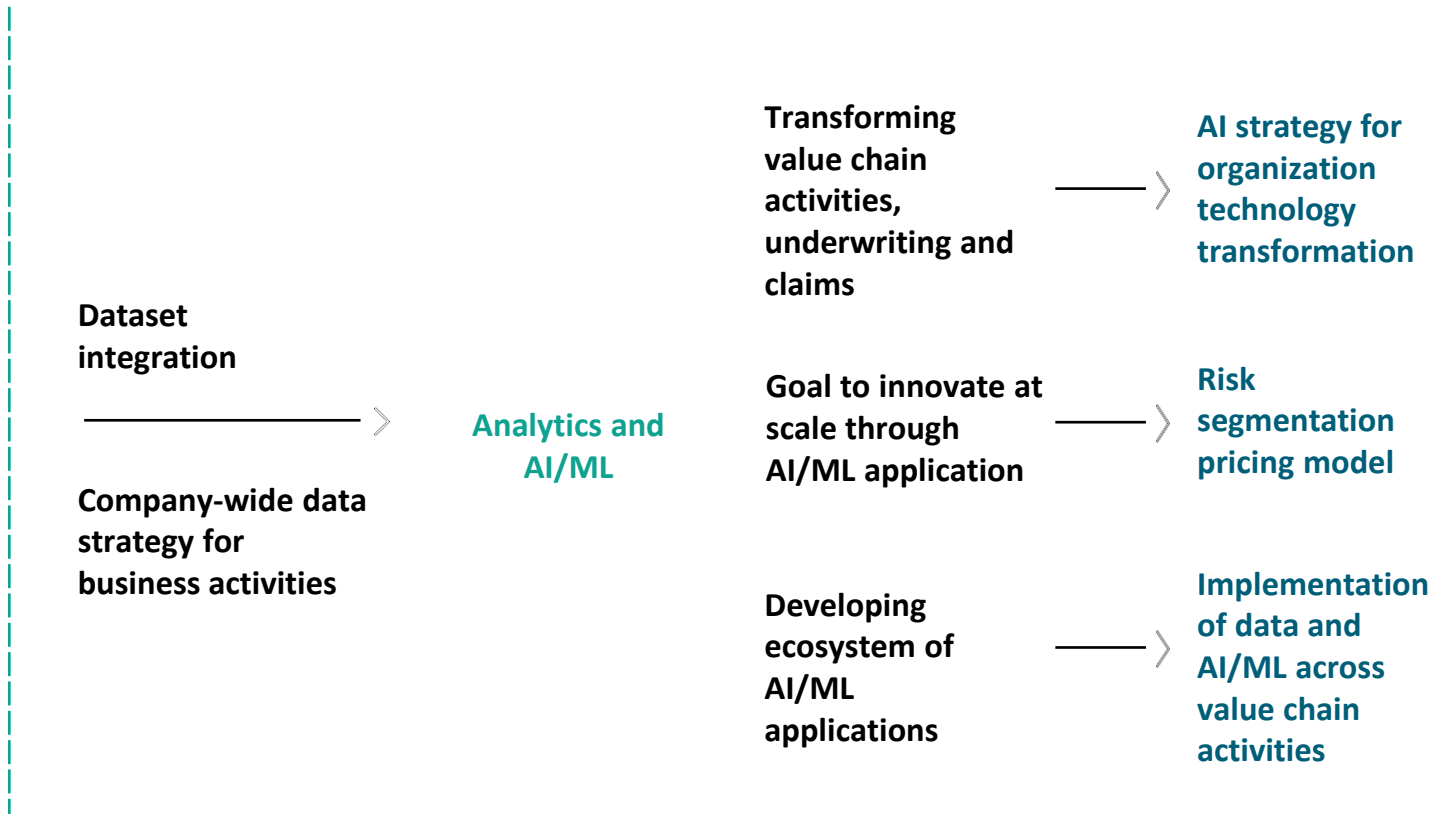 Dataset
integration
Company-wide data
strategy for
business activities
Analytics and
AI/ML
Transforming
value chain
activities,
underwriting and
claims
AI strategy for
organization
technology
transformation
Goal to innovate at
scale through
AI/ML application
Risk
segmentation
pricing model
Developing
ecosystem of
AI/ML
applications
Implementation
of data and
AI/ML across
value chain
activities